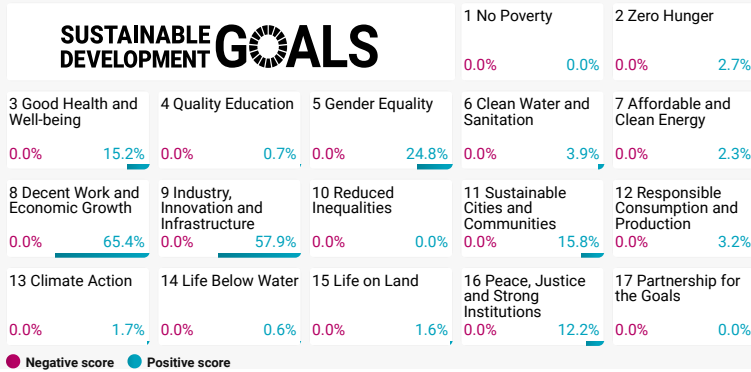 SUSTAINABLE DEVELOPMENT GOALS
1 No Poverty
0.0% 0.0%
2 Zero Hunger
0.0% 2.7%
3 Good Health and
Well-being
0.0% 15.2%
4 Quality Education
0.0% 0.7%
5 Gender Equality
0.0% 24.8%
6 Clean Water and
Sanitation
0.0% 3.9%
7 Affordable and
Clean Energy
0.0% 2.3%
8 Decent Work and
Economic Growth
0.0% 65.4%
9 Industry,
Innovation and
Infrastructure
0.0% 57.9%
10 Reduced
Inequalities
0.0% 0.0%
11 Sustainable
Cities and
Communities
0.0% 15.8%
12 Responsible
Consumption and
Production
0.0% 3.2%
13 Climate Action
0.0% 1.7%
14 Life Below Water
0.0% 0.6%
15 Life on Land
0.0% 1.6%
16 Peace, Justice
and Strong
Institutions
0.0% 12.2%
17 Partnership for
the Goals
0.0% 0.0%
Negative score Positive score